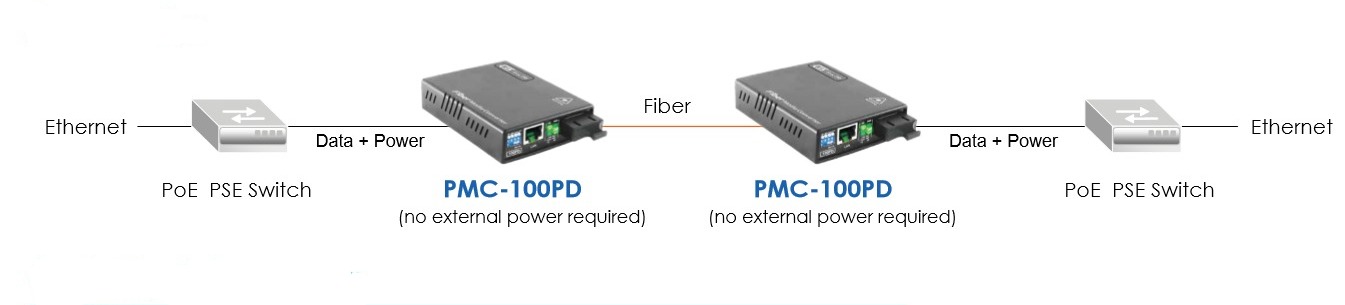 Ethernet
Data + Power
Fiber
Data + Power
Ethernet
PoE PSE Switch
PMC-100PD
(no external power required)
PMC-100PD
(no external power required)
PoE PSE Switch